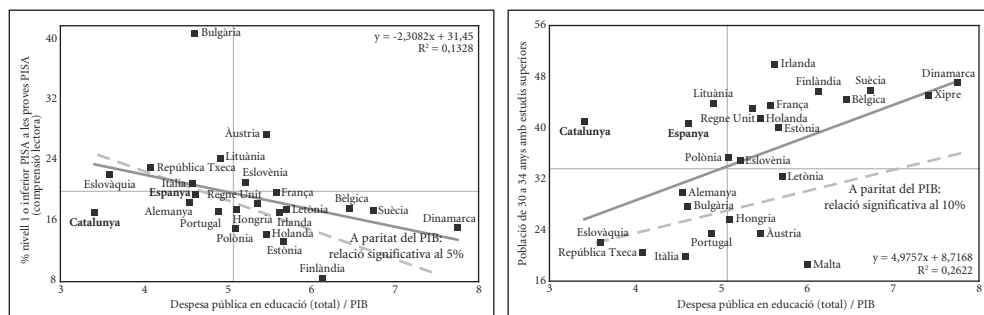 % nivell 1 o inferior PISA a les proves PISA
(comprensió lectora)
40
32
24
16
8
Bulgària
y = -2,3082x + 31,45
R² = 0,1328
Àustria
Lituània
República Txeca
Eslovènia
Eslovàquia
Itàlia
Espanya
Regne Unit
França
Bèlgica
Alemanya
Letònia
Suècia
Catalunya
Portugal
Hongria
Irlanda
Dinamarca
Polònia
Holanda
Estònia
A paritat del PIB:
relació significativa al 5%
Finlàndia
3
4
5
6
7
8
Despesa pública en educació (total) / PIB
Població de 30 a 34 anys amb estudis superiors
56
48
40
32
24
16
Irlanda
Finlàndia
Suècia
Dinamarca
Lituània
França
Bèlgica
Xipre
Regne Unit
Holanda
Catalunya
Espanya
Estònia
Polònia
Eslovènia
Letònia
Alemanya
A paritat del PIB:
relació significativa al 10%
Bulgària
Hongria
Eslovàquia
Portugal
Àustria
República Txeca
Itàlia
Malta
y = 4,9757x + 8,7168
R² = 0,2622
3
4
5
6
7
8
Despesa pública en educació (total) / PIB